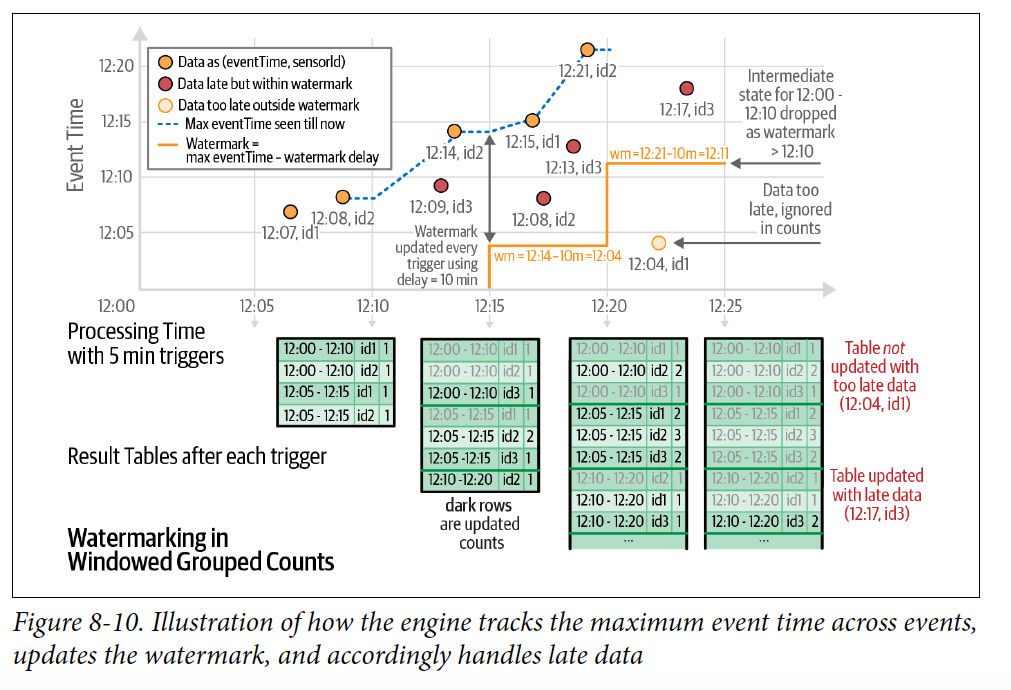 Data as (eventTime, sensorId)
Data late but within watermark
Data too late outside watermark
Max eventTime seen till now
Watermark =
max eventTime – watermark delay
Event Time
12:20
12:15
12:10
12:05
12:00
12:05
12:10
12:15
12:20
12:25
12:07, id1
12:08, id2
12:14, id2
12:09, id3
12:15, id1
12:21, id2
12:13, id3
12:08, id2
12:17, id3
12:04, id1
Watermark
updated every
trigger using
delay = 10 min
wm = 12:14–10m = 12:04
wm=12:21–10m=12:11
Intermediate
state for 12:00 -
12:10 dropped
as watermark
> 12:10
Data too
late, ignored
in counts
Processing Time
with 5 min triggers
12:00 - 12:10 id1 1
12:00 - 12:10 id2 1
12:05 - 12:15 id1 1
12:05 - 12:15 id2 1
12:00 - 12:10 id1 1
12:00 - 12:10 id2 1
12:00 - 12:10 id3 1
12:05 - 12:15 id1 1
12:05 - 12:15 id2 2
12:05 - 12:15 id3 1
12:10 - 12:20 id2 1
dark rows
are updated
counts
12:00 - 12:10 id1 1
12:00 - 12:10 id2 2
12:00 - 12:10 id3 1
12:05 - 12:15 id1 2
12:05 - 12:15 id2 3
12:05 - 12:15 id3 2
12:10 - 12:20 id2 1
12:10 - 12:20 id1 1
12:10 - 12:20 id3 1
...
12:00 - 12:10 id1 1
12:00 - 12:10 id2 2
12:00 - 12:10 id3 1
12:05 - 12:15 id1 2
12:05 - 12:15 id2 3
12:05 - 12:15 id3 2
12:10 - 12:20 id2 1
12:10 - 12:20 id1 1
12:10 - 12:20 id3 2
...
Table not
updated with
too late data
(12:04, id1)
Table updated
with late data
(12:17, id3)
Result Tables after each trigger
Watermarking in
Windowed Grouped Counts
Figure 8-10. Illustration of how the engine tracks the maximum event time across events,
updates the watermark, and accordingly handles late data